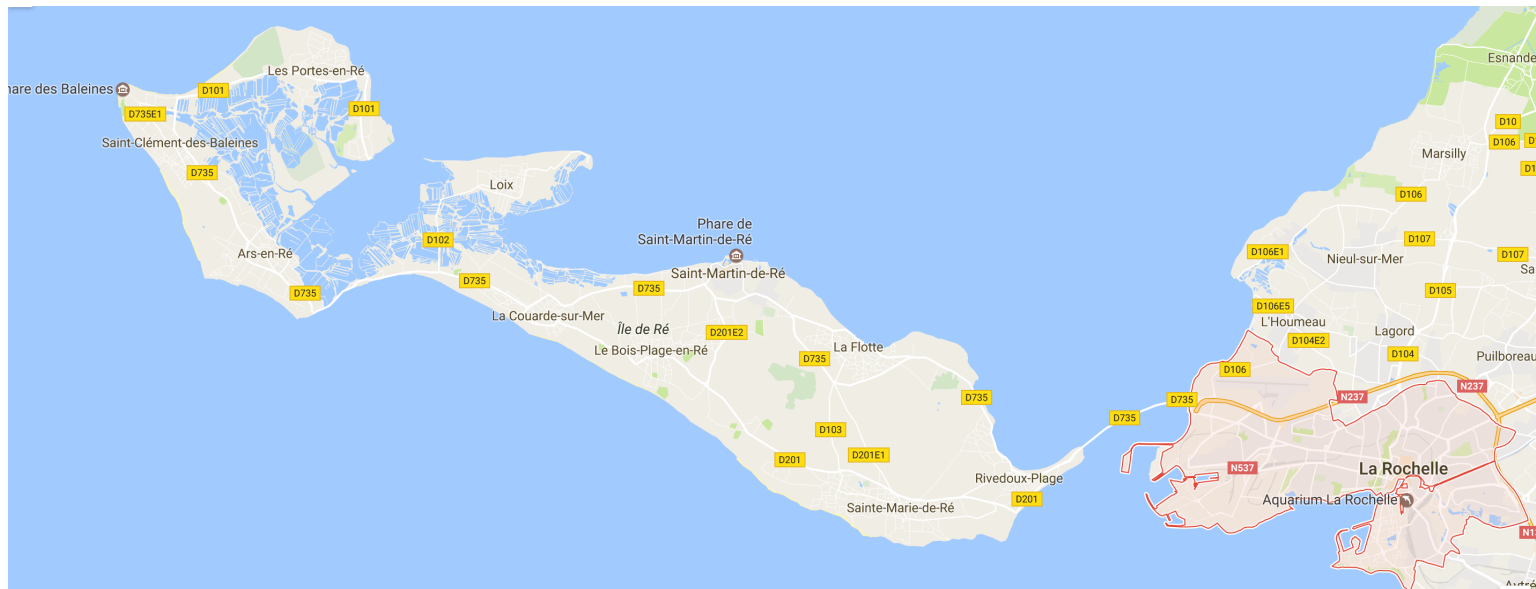 Les Portes-en-Ré
hare des Baleines
D101
D101
D735E1
Saint-Clément-des-Baleines
D735
Loix
Ars-en-Ré
D102
D735
D735
Phare de
Saint-Martin-de-Ré
Saint-Martin-de-Ré
D735
La Couarde-sur-Mer
Île de Ré
D201E2
Le Bois-Plage-en-Ré
La Flotte
D735
D735
D103
D201
D201E1
Rivedoux-Plage
D201
Sainte-Marie-de-Ré
D735
D735
Esnande
D10
D106
D
D1
Marsilly
D106
D107
D107
D106E1
Nieul-sur-Mer
Sa
D105
D106E5
L'Houmeau
D104E2
Lagord
D104
Puilboreau
D106
N237
N237
N537
La Rochelle
Aquarium La Rochelle
N13